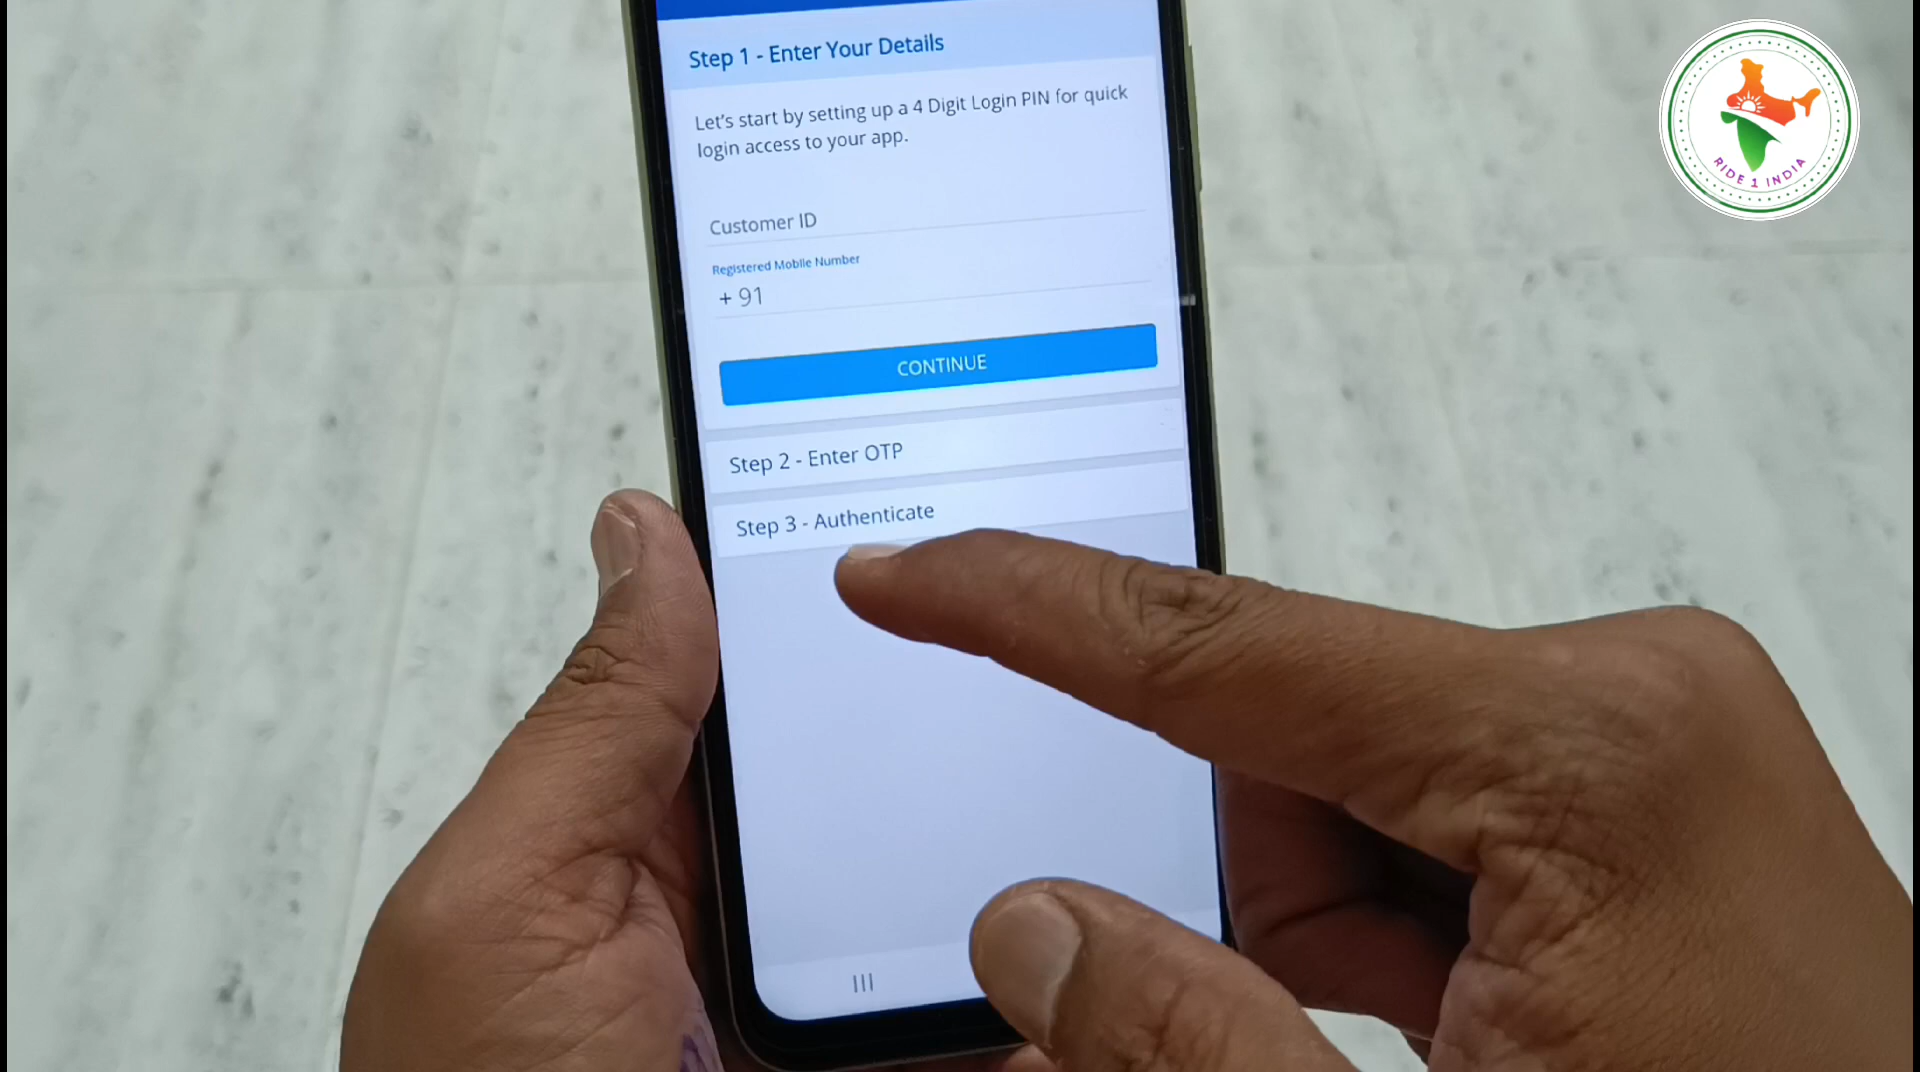 Step 1 - Enter Your Details
Let's start by setting up a 4 Digit Login PIN for quick
login access to your app.
Customer ID
Registered Mobile Number
+ 91
CONTINUE
Step 2 - Enter OTP
Step 3 - Authenticate
RIDE 1 INDIA